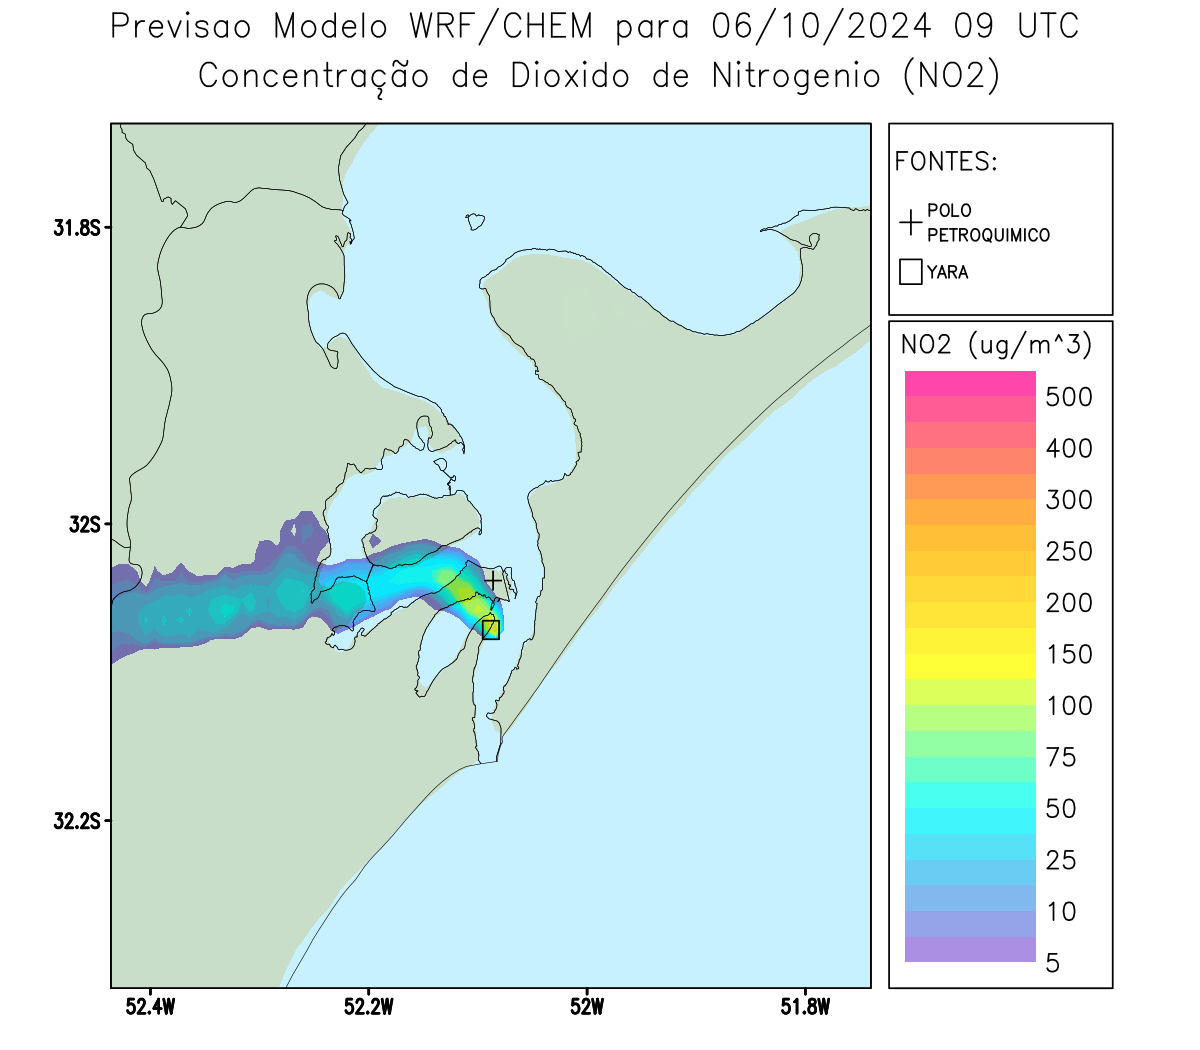 Previsao Modelo WRF/CHEM para 06/10/2024 09 UTC
Concentração de Dioxido de Nitrogenio (NO2)
FONTES:
POLO
PETROQUIMICO
YARA
NO2 (ug/m^3)
500
400
300
250
200
150
100
75
50
25
10
5
31.8S
32S
32.2S
52.4W
52.2W
52W
51.8W